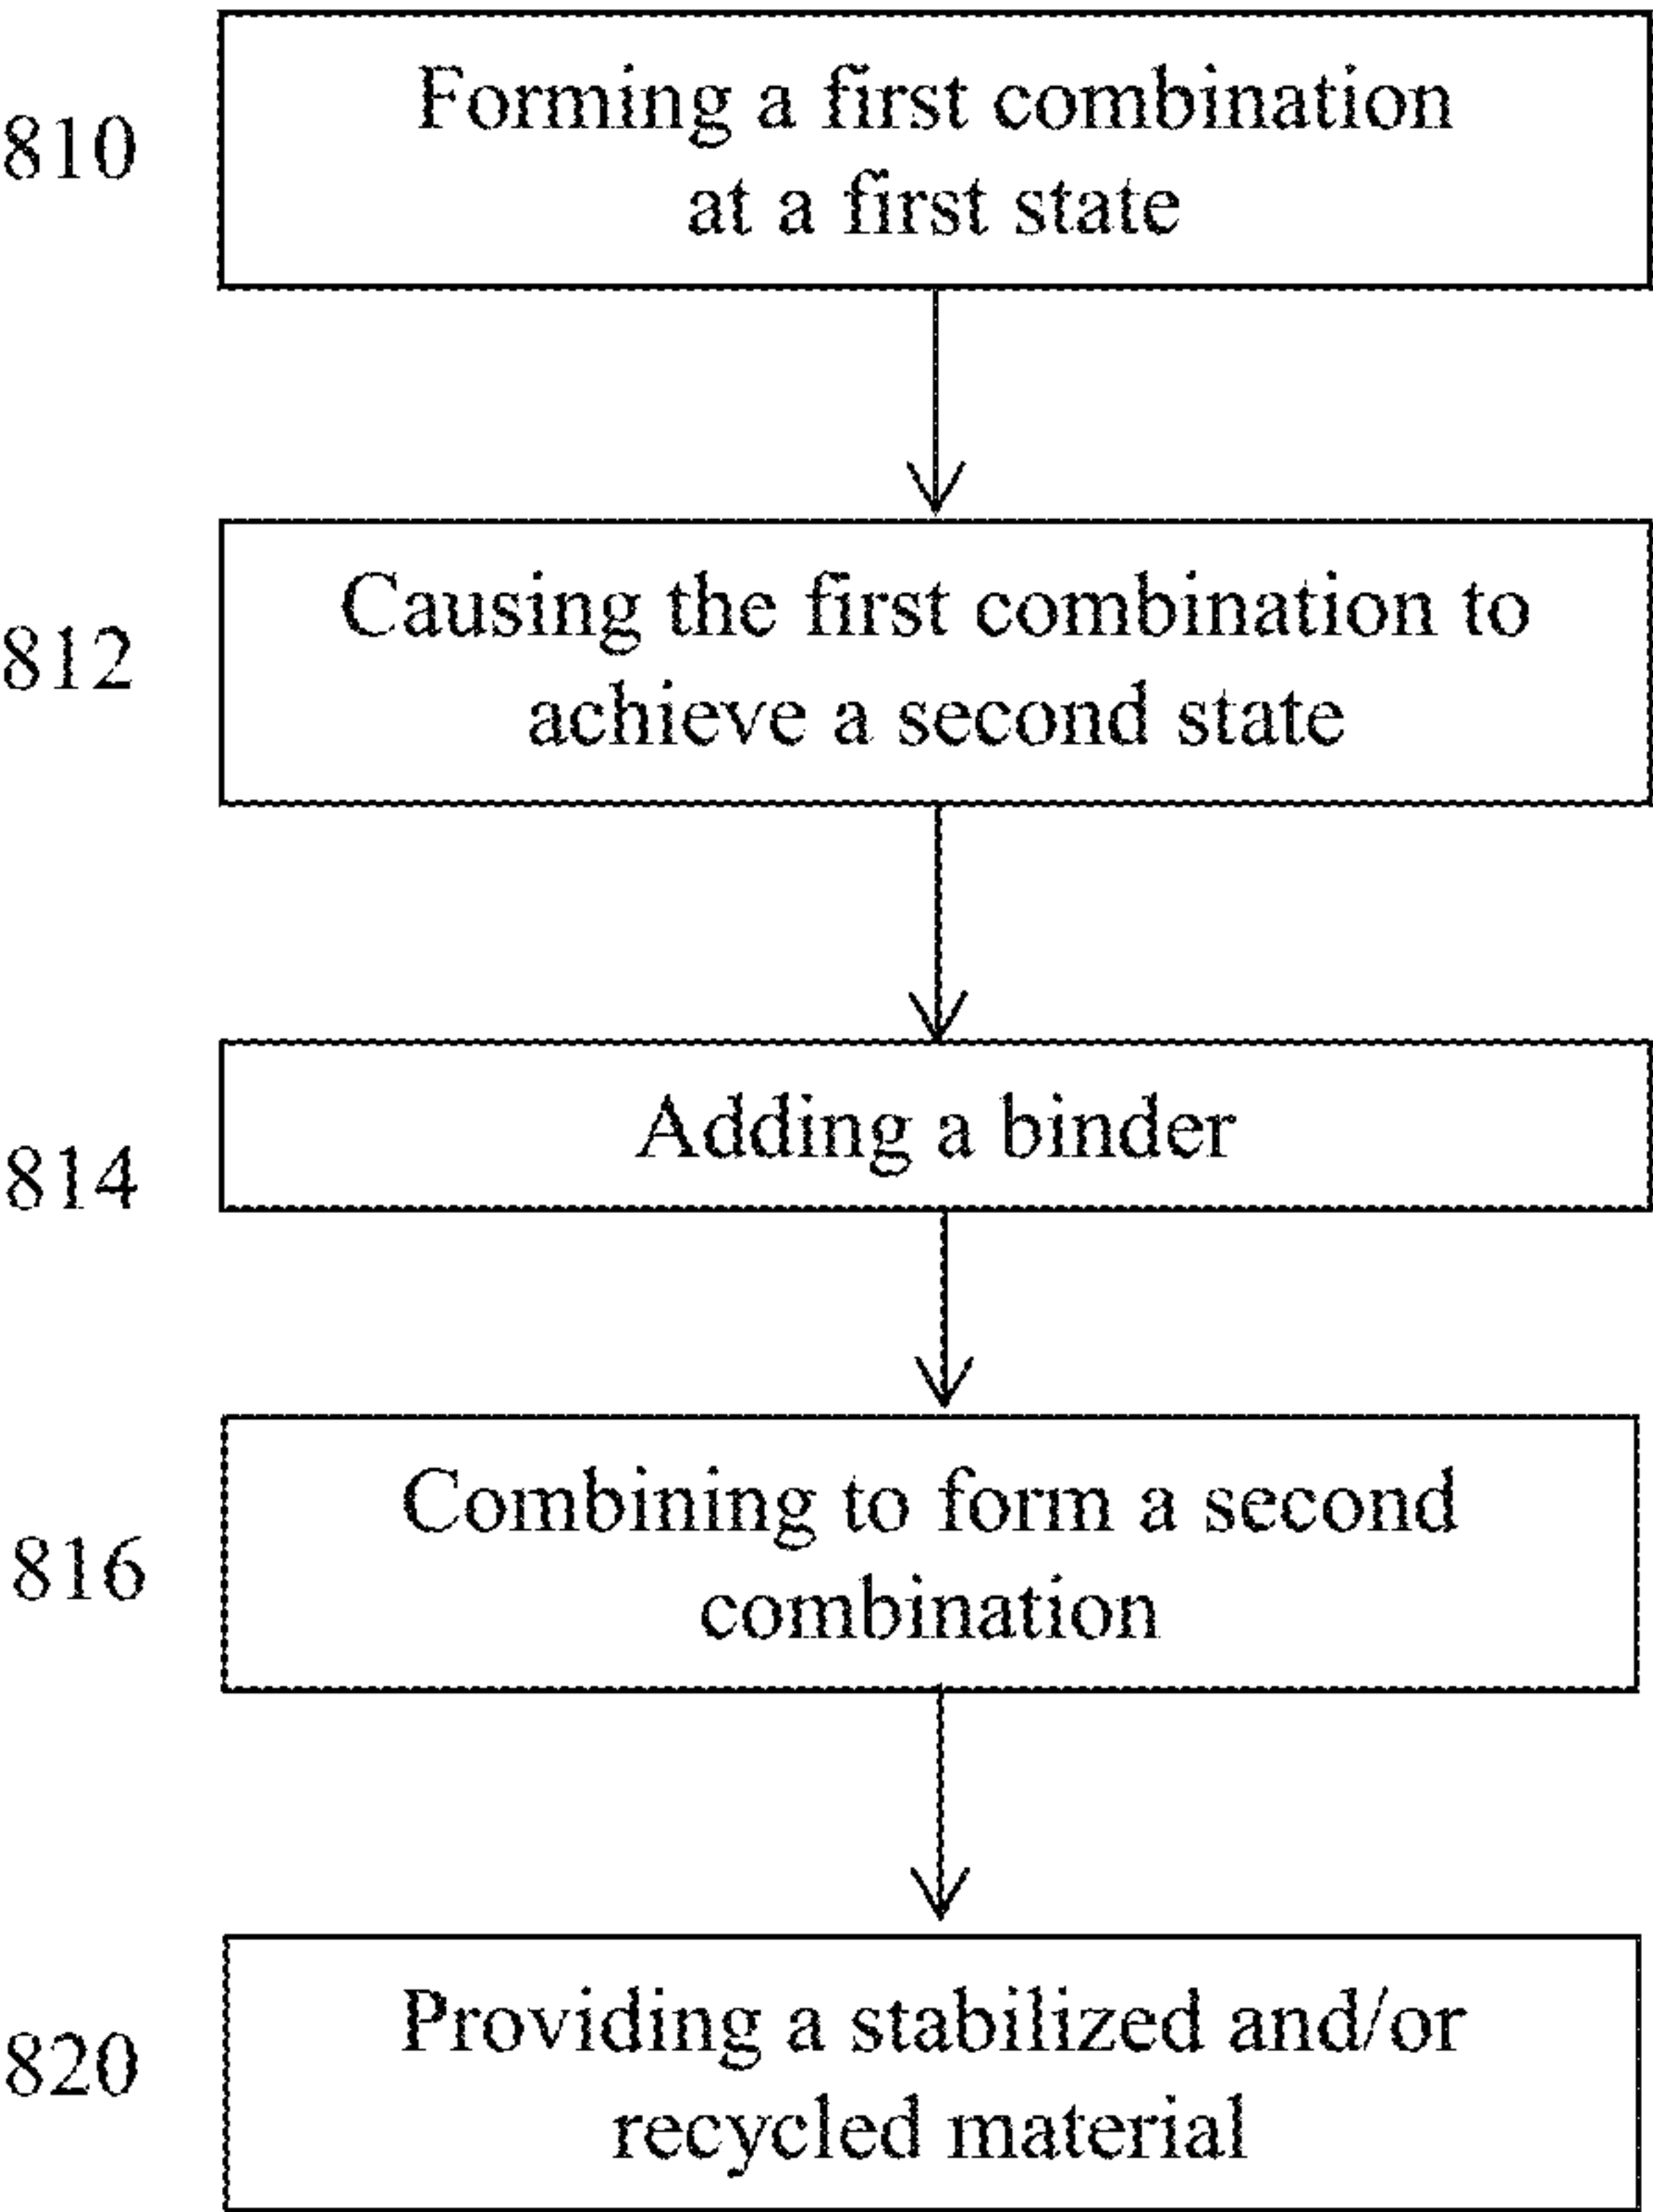 810
Forming a first combination
at a first state
812
Causing the first combination to
achieve a second state
814
Adding a binder
816
Combining to form a second
combination
820
Providing a stabilized and/or
recycled material